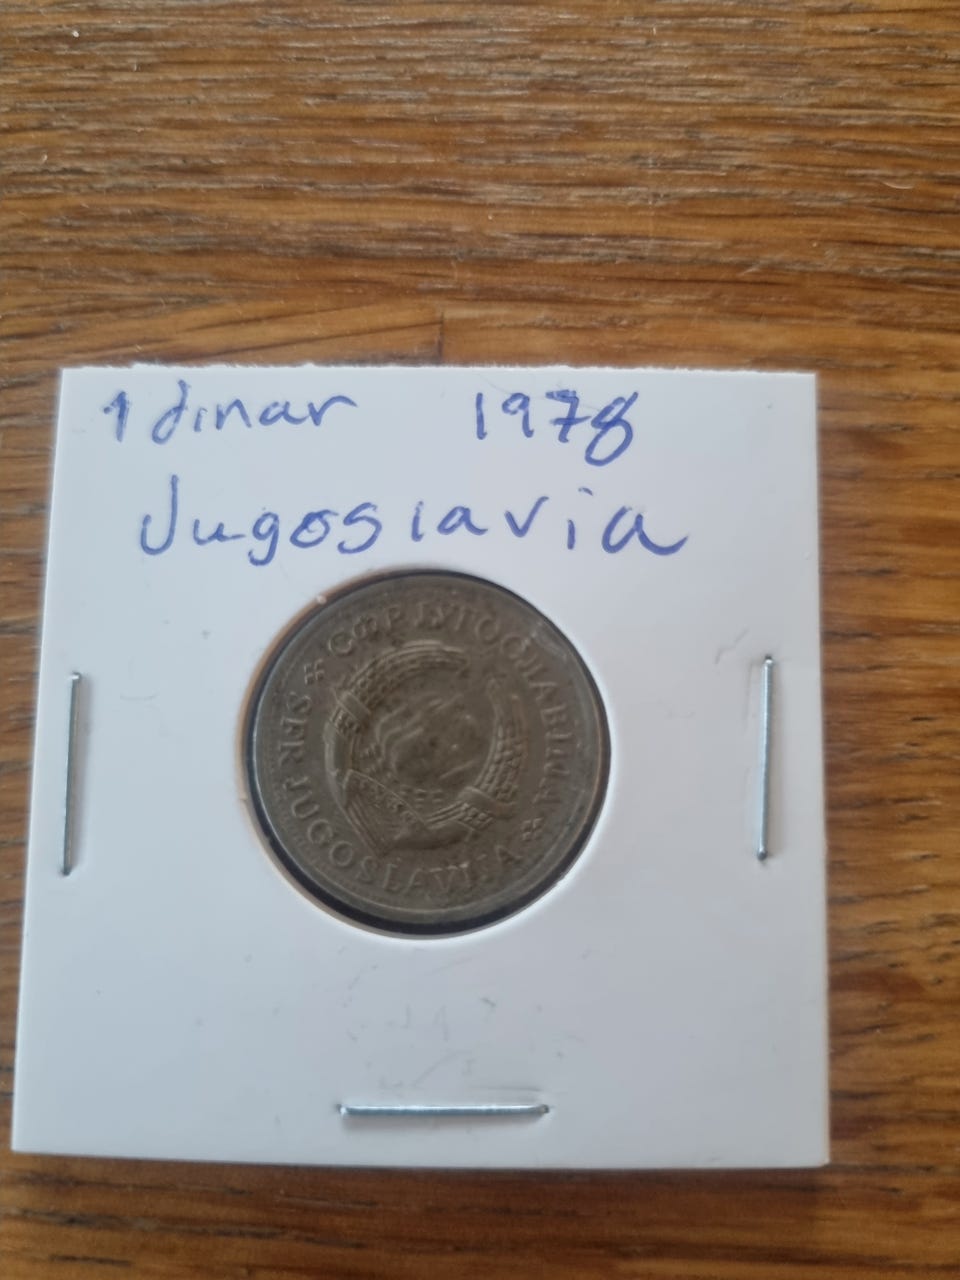 1 dinar 1978
Jugoslavia
СФР ЈУГОСЛАВИЈА
SFR JUGOSLAVIJA